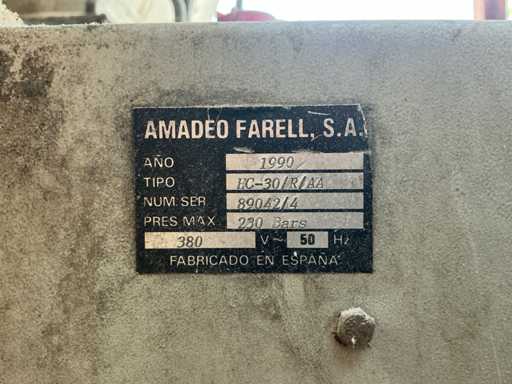 AMADEO FARELL, S.A.
AÑO 1990
TIPO HC-30/R/AA
NUM SER 89042/4
PRES MAX 230 Bars
380 V~ 50 Hz
FABRICADO EN ESPAÑA